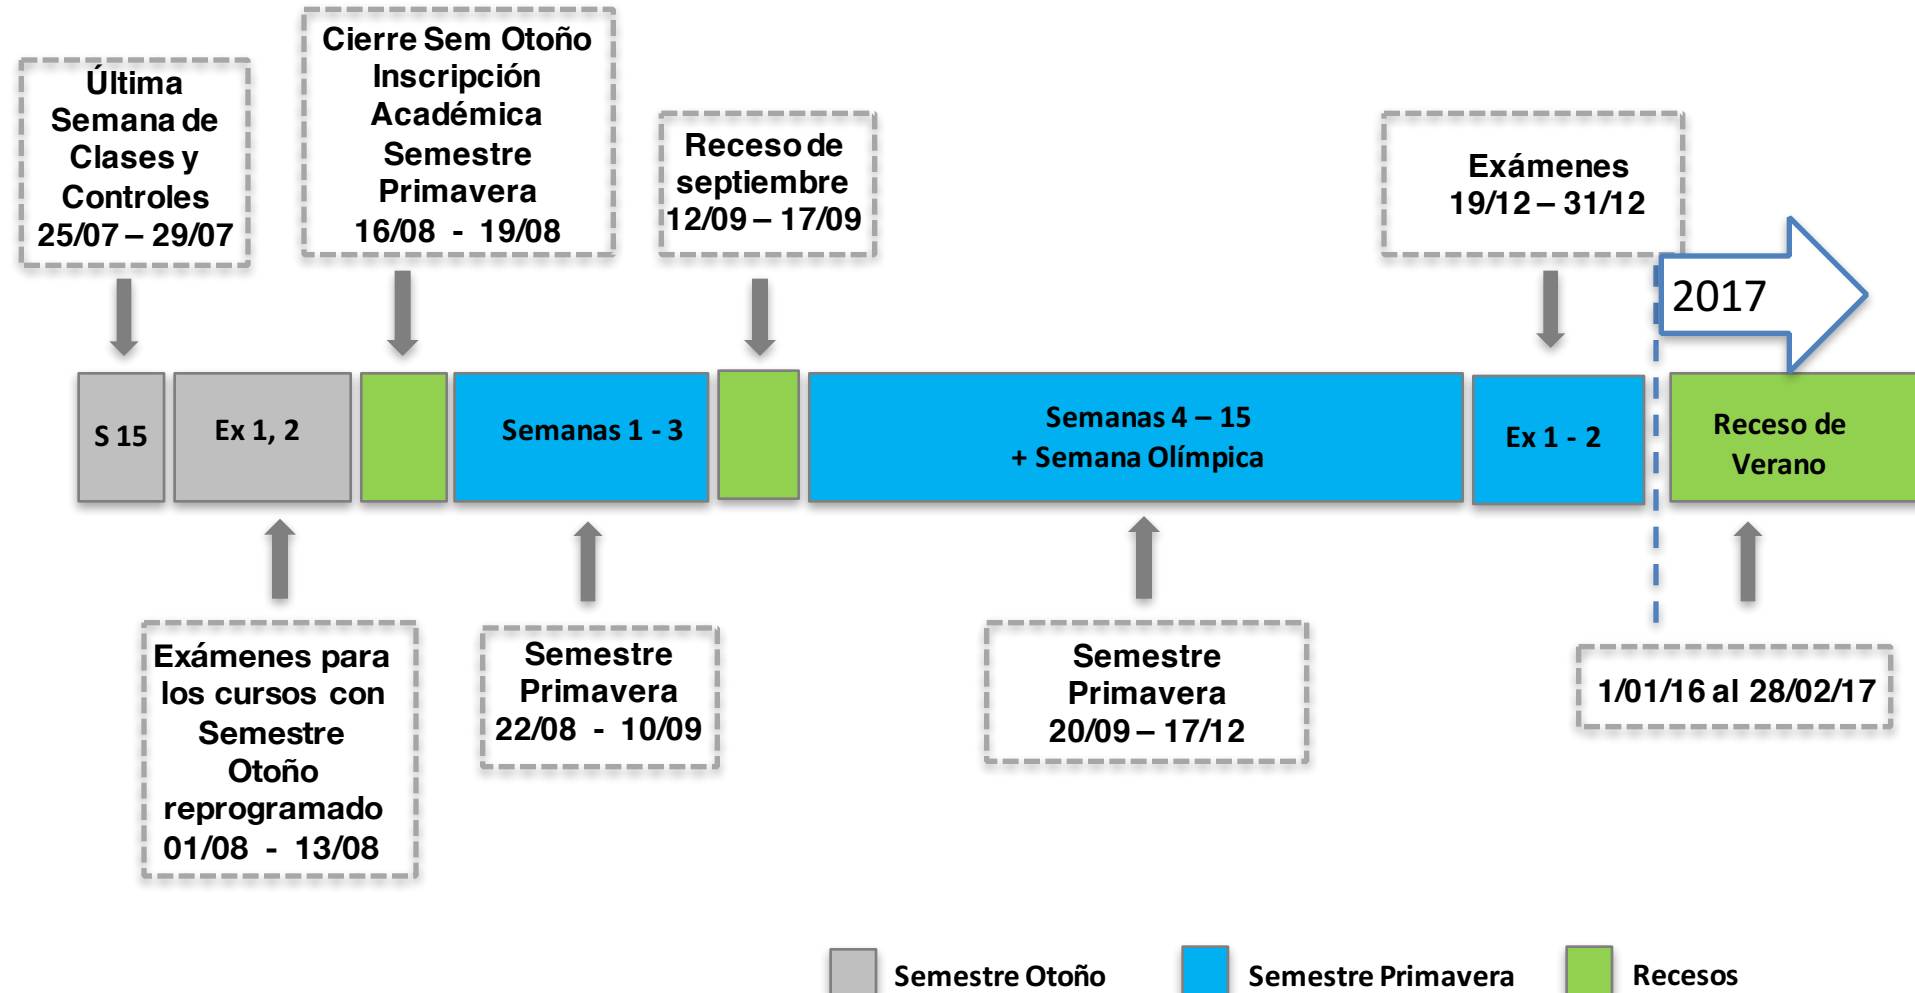 Última
Semana de
Clases y
Controles
25/07 – 29/07
Cierre Sem Otoño
Inscripción
Académica
Semestre
Primavera
16/08 - 19/08
Receso de
septiembre
12/09 – 17/09
Exámenes
19/12 – 31/12
2017
S 15
Ex 1, 2
Semanas 1 - 3
Semanas 4 – 15
+ Semana Olímpica
Ex 1 - 2
Receso de
Verano
Exámenes para
los cursos con
Semestre
Otoño
reprogramado
01/08 - 13/08
Semestre
Primavera
22/08 - 10/09
Semestre
Primavera
20/09 – 17/12
1/01/16 al 28/02/17
Semestre Otoño
Semestre Primavera
Recesos